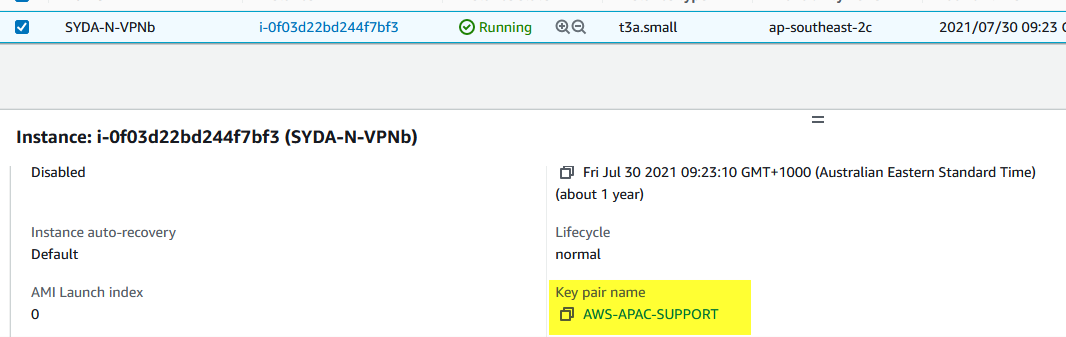 SYDA-N-VPNb i-0f03d22bd244f7bf3 Running t3a.small ap-southeast-2c 2021/07/30 09:23
Instance: i-0f03d22bd244f7bf3 (SYDA-N-VPNb)
Disabled
Fri Jul 30 2021 09:23:10 GMT+1000 (Australian Eastern Standard Time)
(about 1 year)
Instance auto-recovery
Default
Lifecycle
normal
AMI Launch index
0
Key pair name
AWS-APAC-SUPPORT